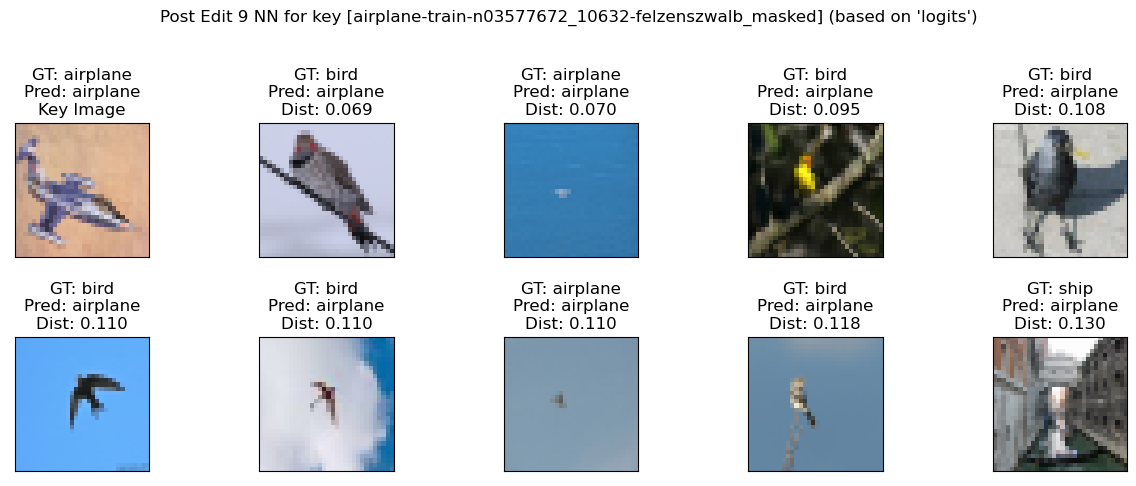 Post Edit 9 NN for key [airplane-train-n03577672_10632-felzenszwalb_masked] (based on 'logits')
GT: airplane
Pred: airplane
Key Image
GT: bird
Pred: airplane
Dist: 0.069
GT: airplane
Pred: airplane
Dist: 0.070
GT: bird
Pred: airplane
Dist: 0.095
GT: bird
Pred: airplane
Dist: 0.108
GT: bird
Pred: airplane
Dist: 0.110
GT: bird
Pred: airplane
Dist: 0.110
GT: airplane
Pred: airplane
Dist: 0.110
GT: bird
Pred: airplane
Dist: 0.118
GT: ship
Pred: airplane
Dist: 0.130